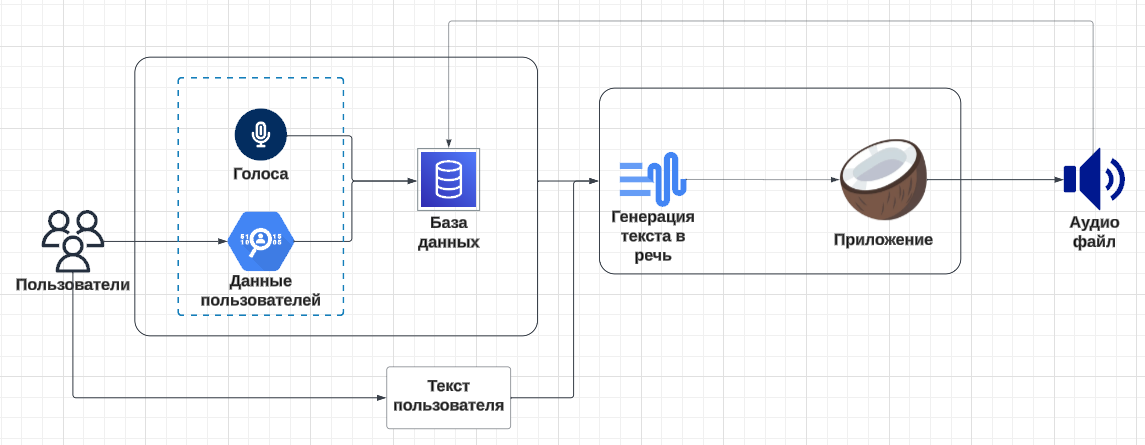 Голоса
База
данных
Данные
пользователей
Пользователи
Текст
пользователя
Генерация
текста в
речь
Приложение
Аудио
файл